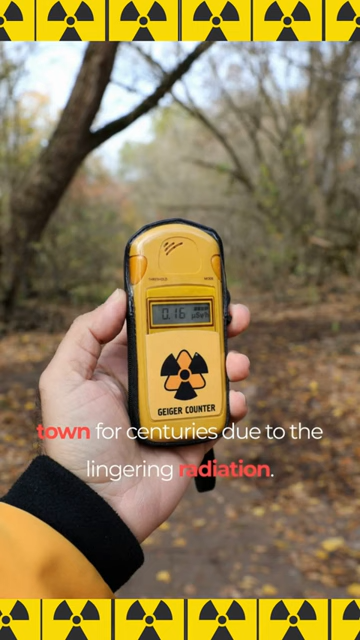 0.16
GEIGER COUNTER
town for centuries due to the
lingering radiation.